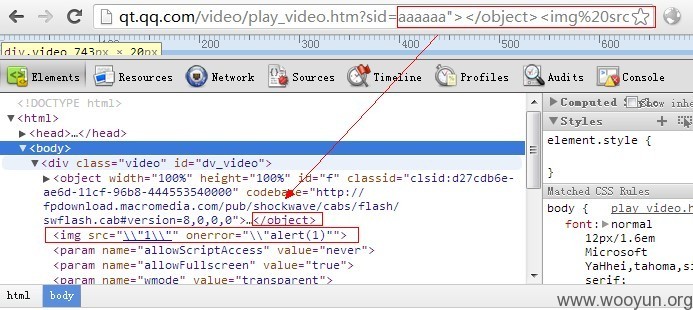 qt.qq.com/video/play_video.htm?sid=aaaaaa"></object><img%20src
div.video 743px × 20px
200 300 400 500 600
Elements Resources Network Sources Timeline Profiles Audits Console
<!DOCTYPE html>
▼<html>
▶<head>…</head>
▼<body>
▼<div class="video" id="dv_video">
▶<object width="100%" height="100%" id="f" classid="clsid:d27cdb6e-
ae6d-11cf-96b8-444553540000" codebase="http://
fpdownload.macromedia.com/pub/shockwave/cabs/flash/
swflash.cab#version=8,0,0,0">…</object>
<img src="\\"1\\"" onerror="\\"alert(1)"">
<param name="allowScriptAccess" value="never">
<param name="allowFullscreen" value="true">
<param name="wmode" value="transparent">
html body
▶ Computed Style Show inhe
▼ Styles
element.style {
}
Matched CSS Rules
body play_video.h
font: normal
12px/1.6em
Microsoft
YaHei,tahoma,si
serif;
www.wooyun.org